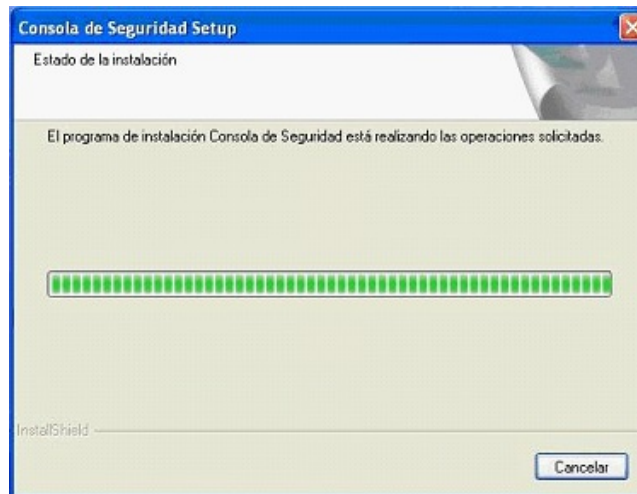 Consola de Seguridad Setup
Estado de la instalación
El programa de instalación Consola de Seguridad está realizando las operaciones solicitadas.
InstallShield
Cancelar